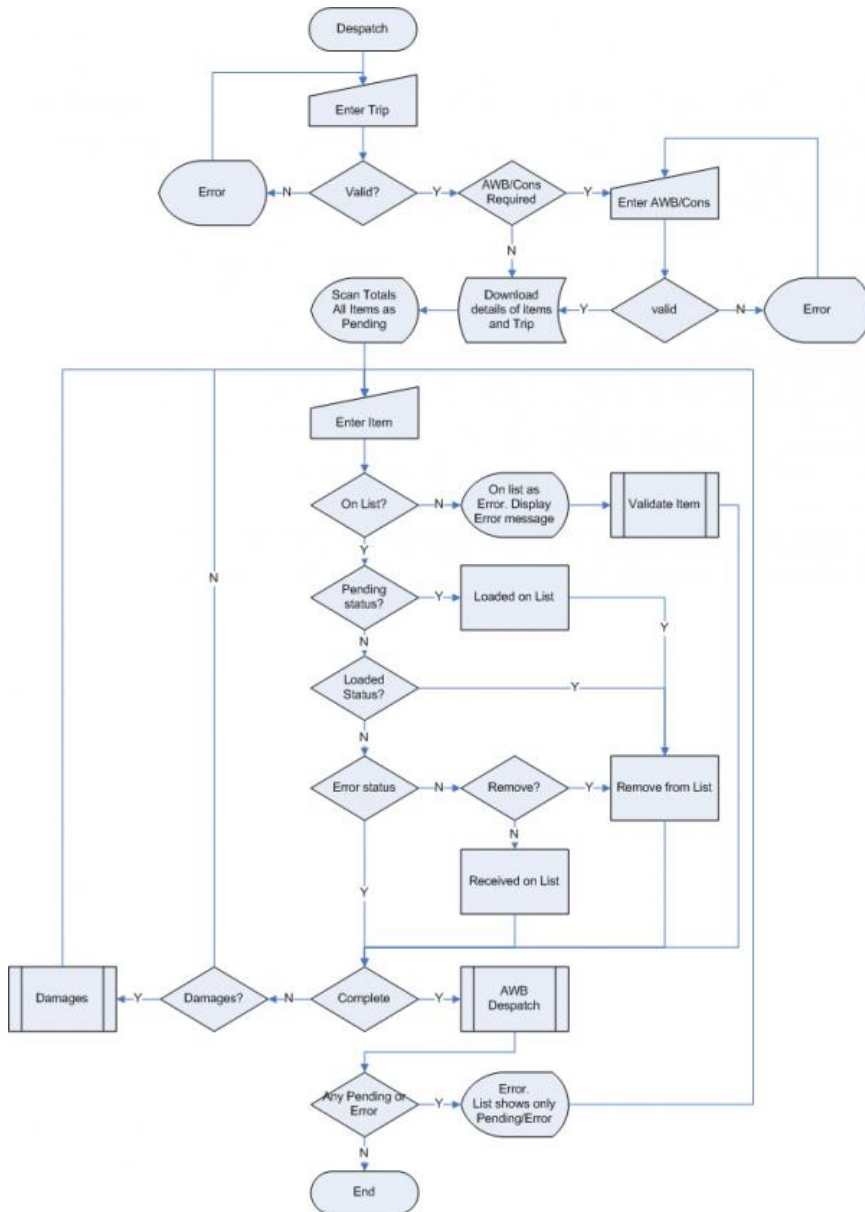 Despatch
Enter Trip
Error
N
Valid?
Y
AWB/Cons
Required
Y
Enter AWB/Cons
N
Scan Totals
All Items as
Pending
Download
details of items
and Trip
Y
valid
N
Error
Enter Item
On List?
N
On list as
Error. Display
Error message
Validate Item
Y
N
Pending
status?
Y
Loaded on List
Y
N
Loaded
Status?
Y
N
Error status
N
Remove?
Y
Remove from List
N
Y
Received on List
Damages
Y
Damages?
N
Complete
Y
AWB
Despatch
Any Pending or
Error
Y
Error.
List shows only
Pending/Error
N
End